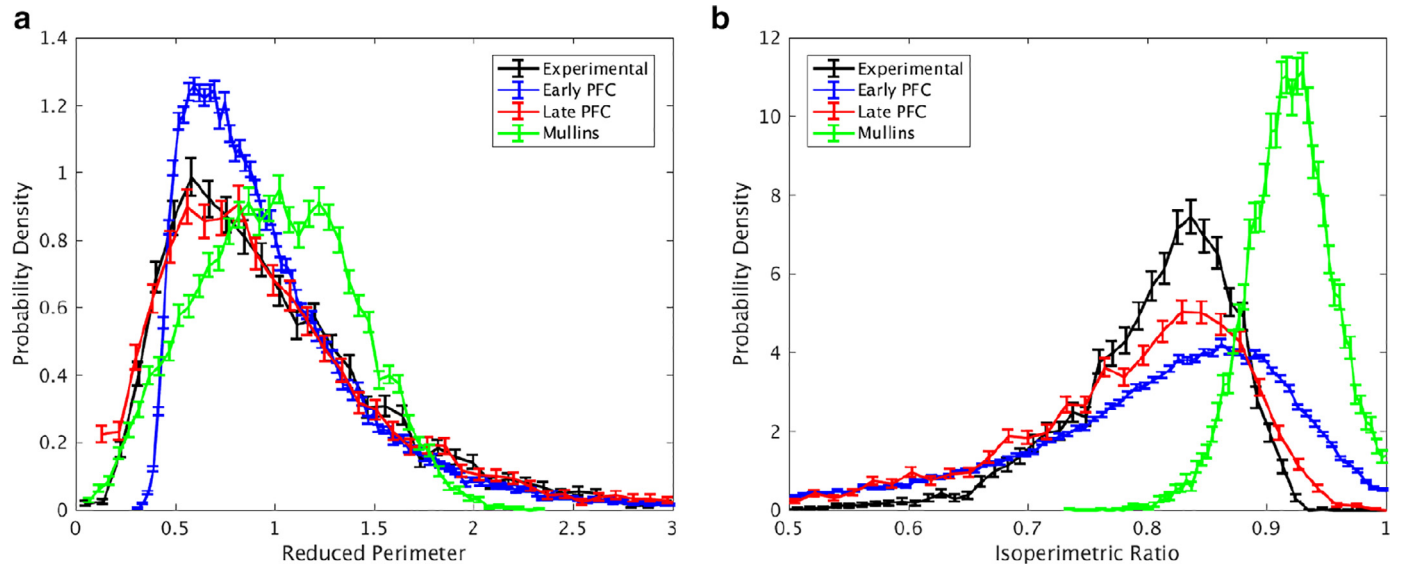 a
1.4
1.2
1
0.8
0.6
0.4
0.2
0
0
0.5
1
1.5
2
2.5
3
Probability Density
Reduced Perimeter
Experimental
Early PFC
Late PFC
Mullins
b
12
10
8
6
4
2
0
0.5
0.6
0.7
0.8
0.9
1
Probability Density
Isoperimetric Ratio
Experimental
Early PFC
Late PFC
Mullins